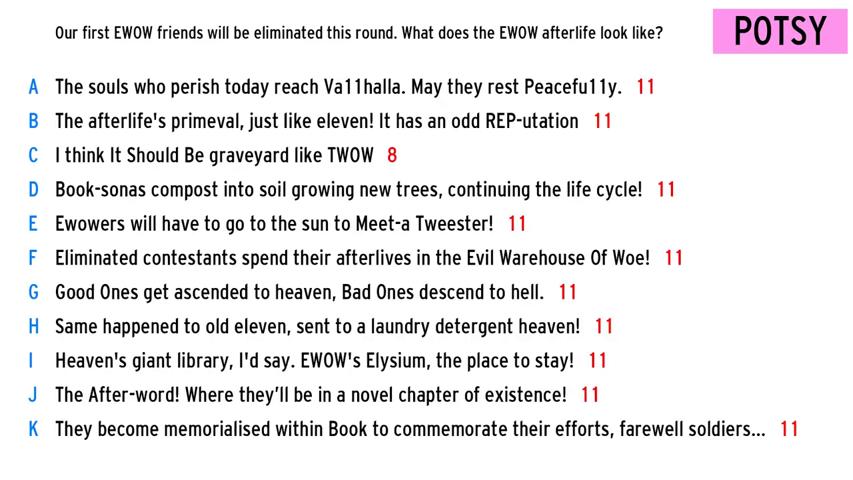 Our first EWOW friends will be eliminated this round. What does the EWOW afterlife look like?
POTSY
A The souls who perish today reach Va11halla. May they rest Peacefu11y. 11
B The afterlife's primeval, just like eleven! It has an odd REP-utation 11
C I think It Should Be graveyard like TWOW 8
D Book-sonas compost into soil growing new trees, continuing the life cycle! 11
E Ewowers will have to go to the sun to Meet-a Tweester! 11
F Eliminated contestants spend their afterlives in the Evil Warehouse Of Woe! 11
G Good Ones get ascended to heaven, Bad Ones descend to hell. 11
H Same happened to old eleven, sent to a laundry detergent heaven! 11
I Heaven's giant library, I'd say. EWOW's Elysium, the place to stay! 11
J The After-word! Where they’ll be in a novel chapter of existence! 11
K They become memorialised within Book to commemorate their efforts, farewell soldiers... 11